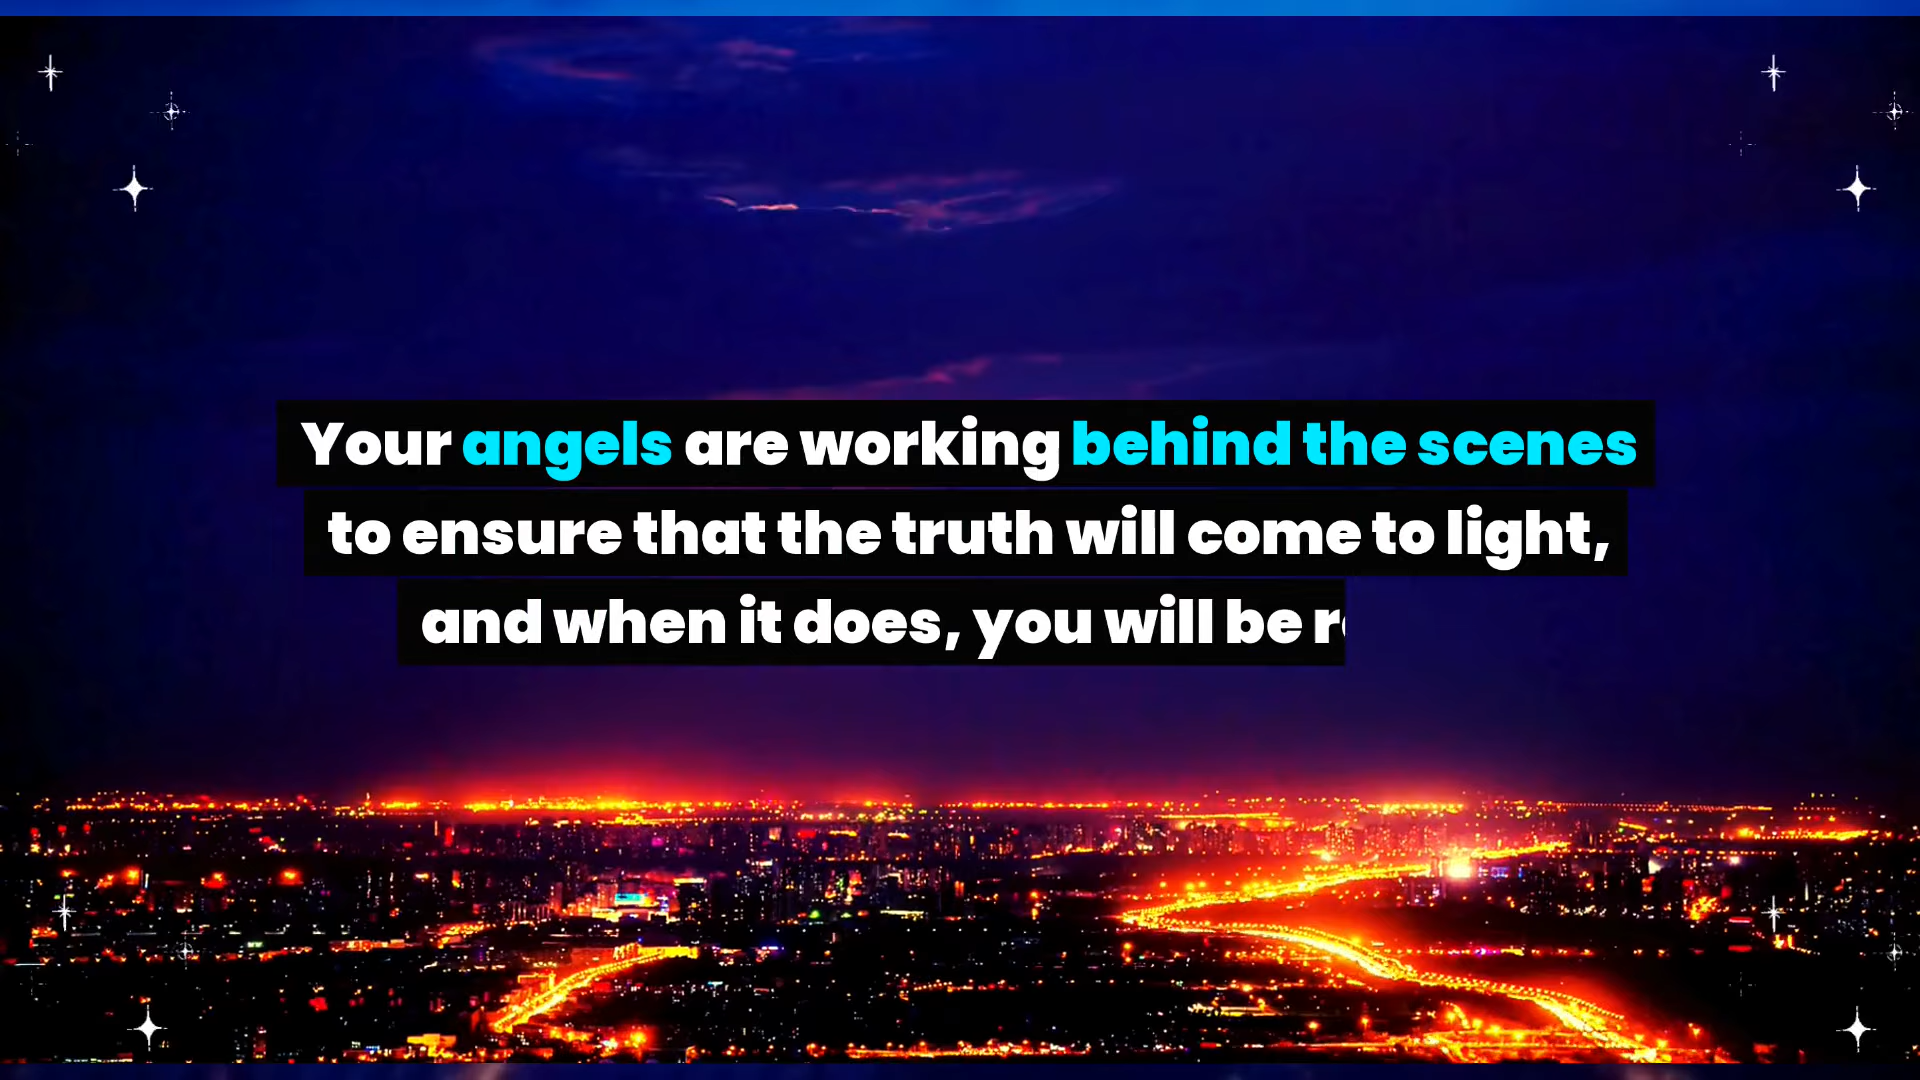 Your angels are working behind the scenes
to ensure that the truth will come to light,
and when it does, you will be